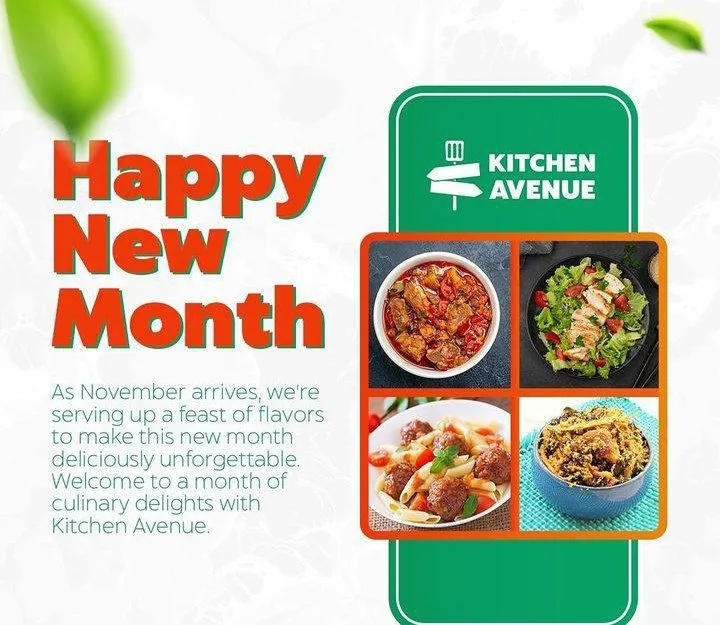 Happy
New
Month
As November arrives, we're
serving up a feast of flavors
to make this new month
deliciously unforgettable.
Welcome to a month of
culinary delights with
Kitchen Avenue.
KITCHEN
AVENUE